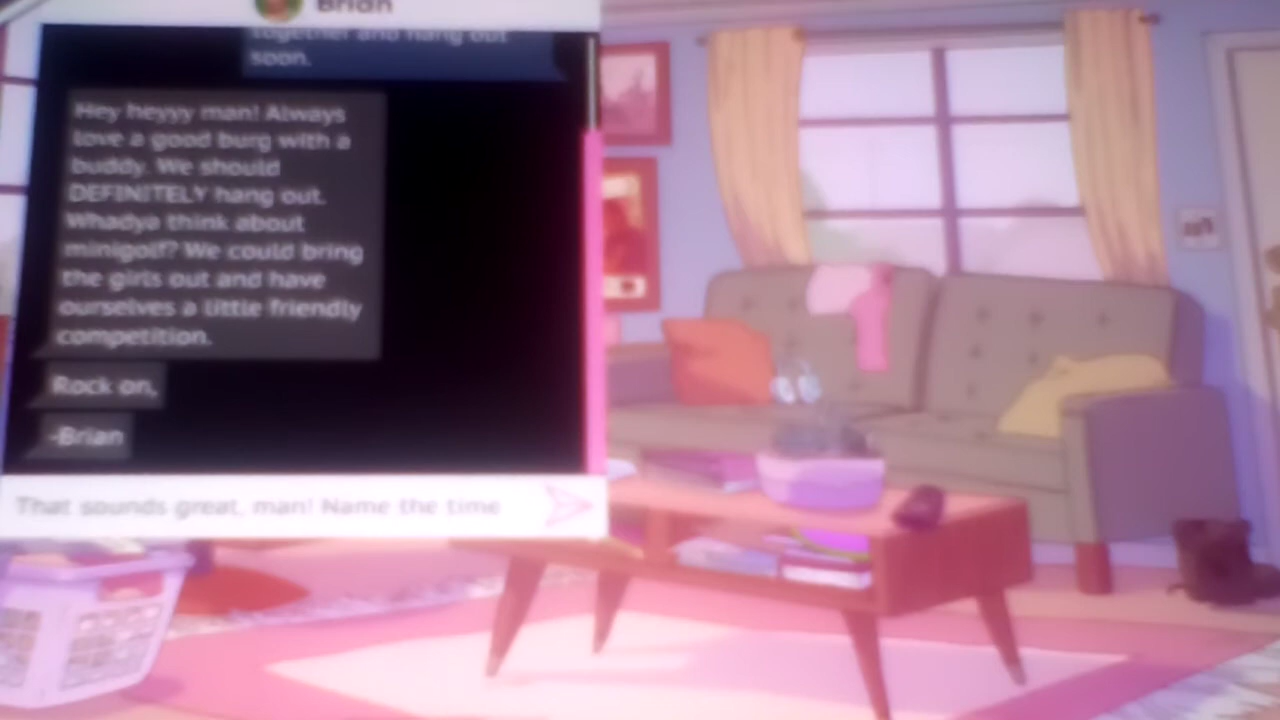 Brian
together and hang out
soon.
Hey heyyy man! Always
love a good burg with a
buddy. We should
DEFINITELY hang out.
Whadya think about
minigolf? We could bring
the girls out and have
ourselves a little friendly
competition.
Rock on,
-Brian
That sounds great, man! Name the time